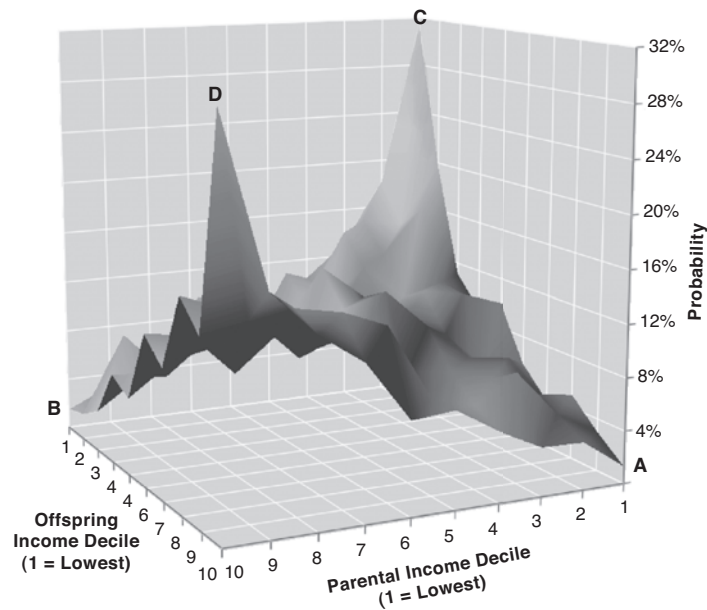 C
D
32%
28%
24%
20%
16%
12%
8%
4%
Probability
B
A
1
2
3
4
4
6
7
8
9
10
Offspring
Income Decile
(1 = Lowest)
10
9
8
7
6
5
4
3
2
1
Parental Income Decile
(1 = Lowest)